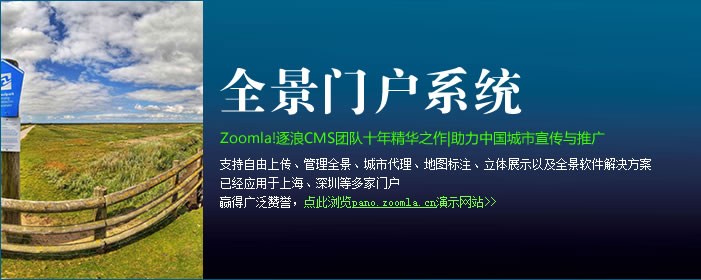 全景门户系统
Zoomla!逐浪CMS团队十年精华之作|助力中国城市宣传与推广
支持自由上传、管理全景、城市代理、地图标注、立体展示以及全景软件解决方案
已经应用于上海、深圳等多家门户
赢得广泛赞誉，点此浏览pano.zoomla.cn演示网站>>